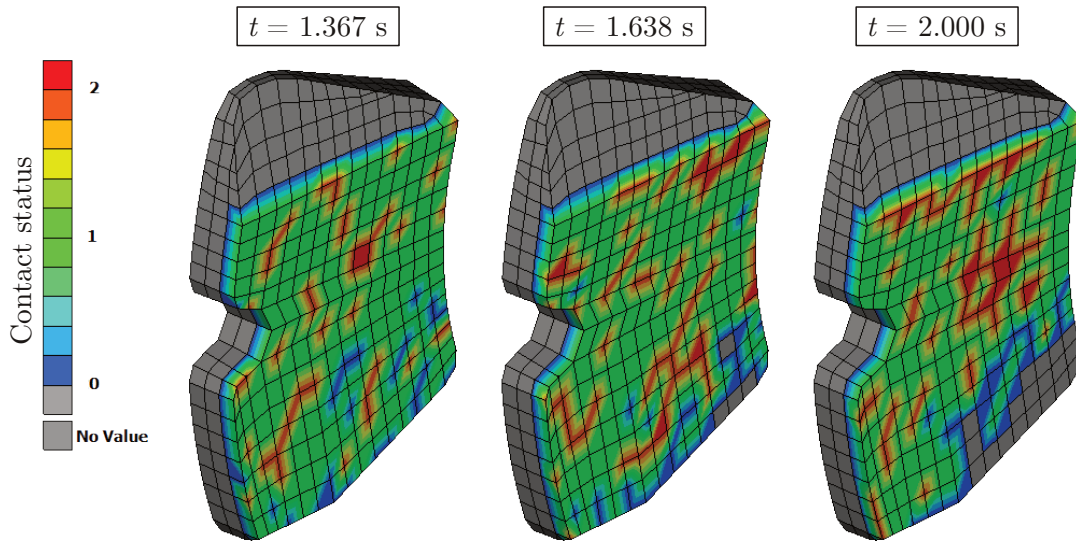 t = 1.367 s
t = 1.638 s
t = 2.000 s
Contact status
2
1
0
No Value